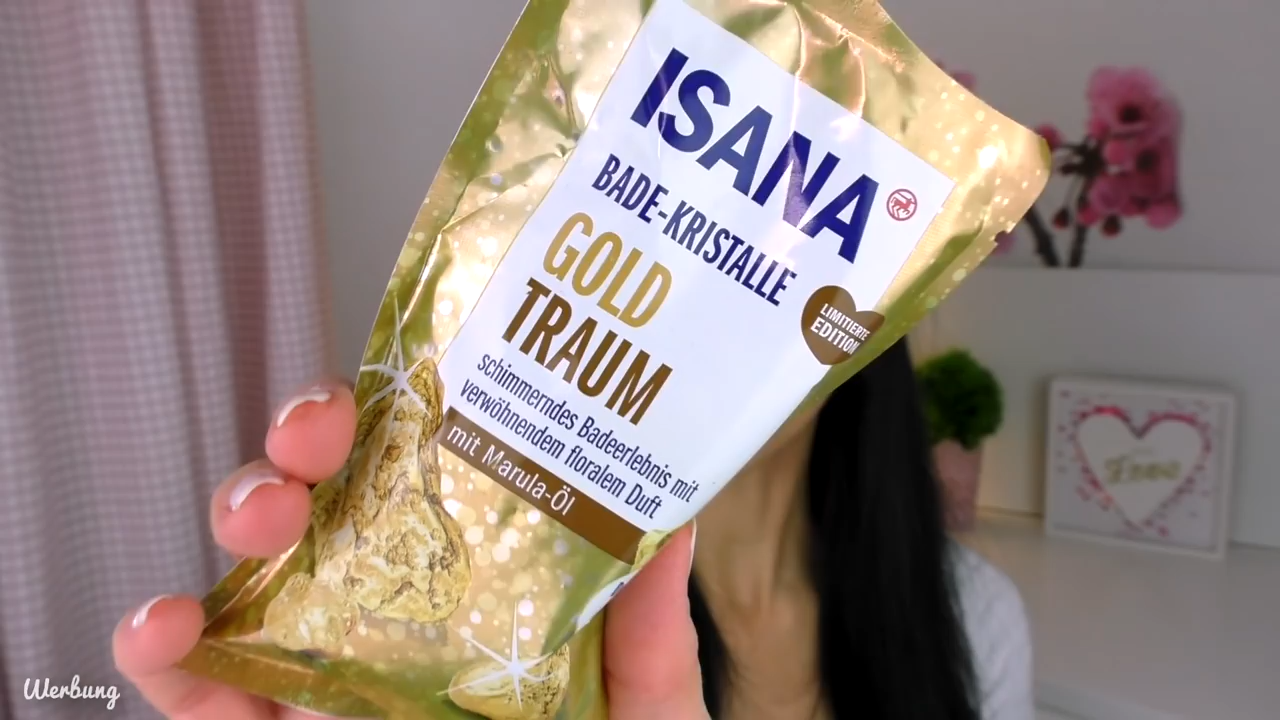 ISANA
BADE-KRISTALLE
GOLD
TRAUM
LIMITIERTE
EDITION
schimmerndes Badeerlebnis mit
verwöhnendem floralem Duft
mit Marula-Öl
Werbung